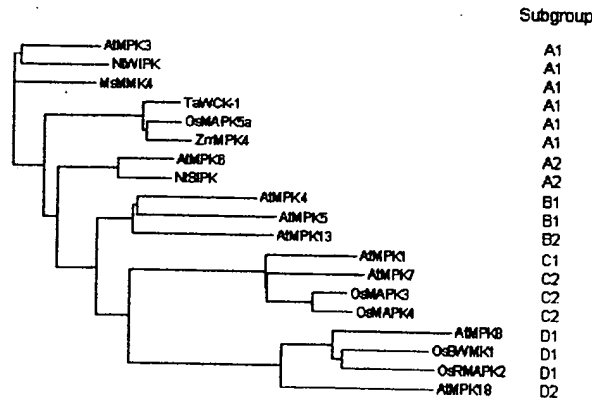 Subgroup
AtMPK3 A1
NtWIPK A1
MsMMK4 A1
TaWCK-1 A1
OsMAPK5a A1
ZmMPK4 A1
AtMPK6 A2
NtSIPK A2
AtMPK4 B1
AtMPK5 B1
AtMPK13 B2
AtMPK1 C1
AtMPK7 C2
OsMAPK3 C2
OsMAPK4 C2
AtMPK8 D1
OsBWMK1 D1
OsRMAPK2 D1
AtMPK18 D2